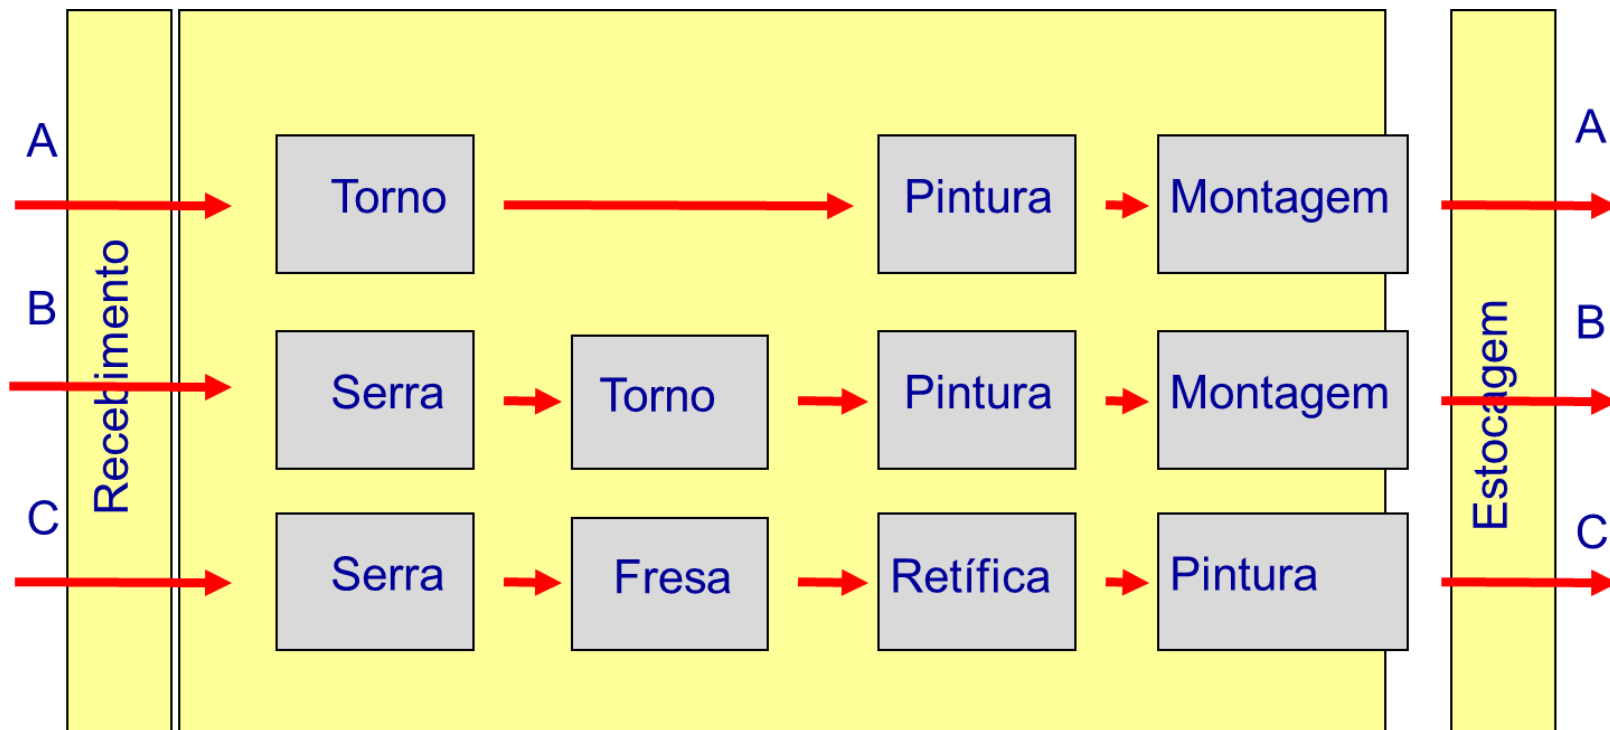 A
Torno
Pintura
Montagem
A
Recebimento
B
Serra
Torno
Pintura
Montagem
B
Estocagem
C
Serra
Fresa
Retífica
Pintura
C